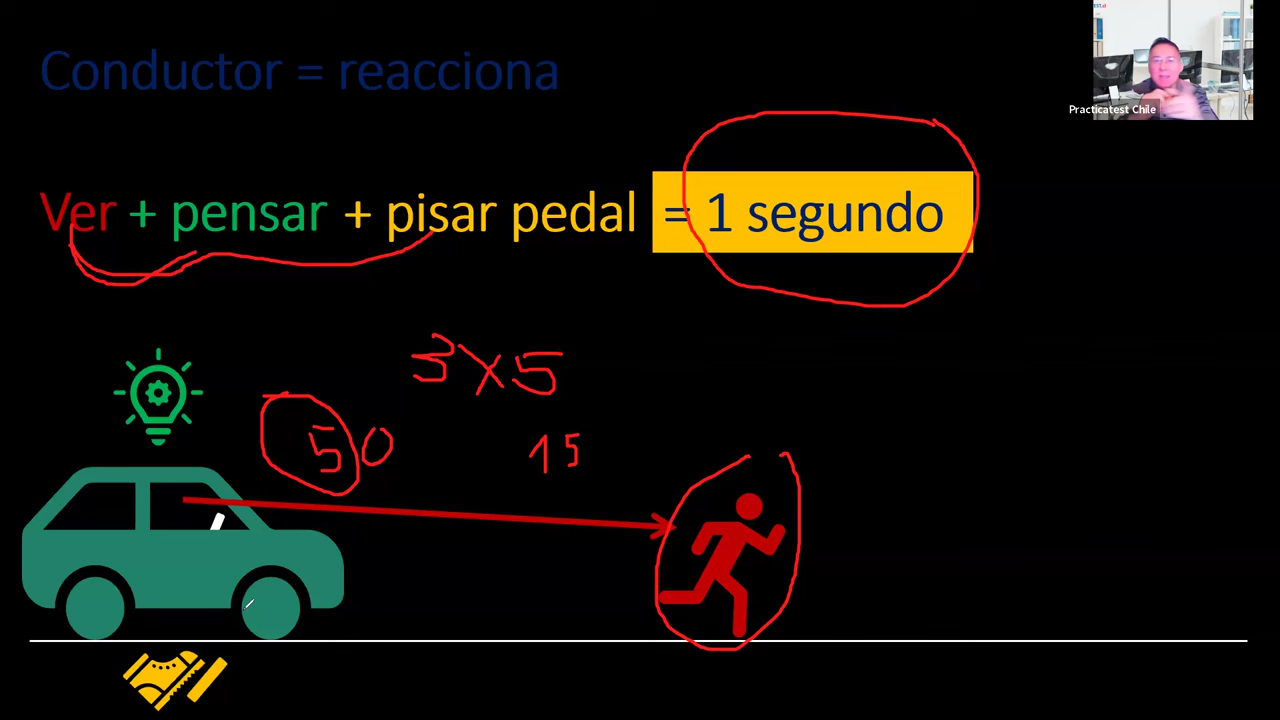 Conductor = reacciona
Practicatest Chile
Ver + pensar + pisar pedal = 1 segundo
3x5
50
15